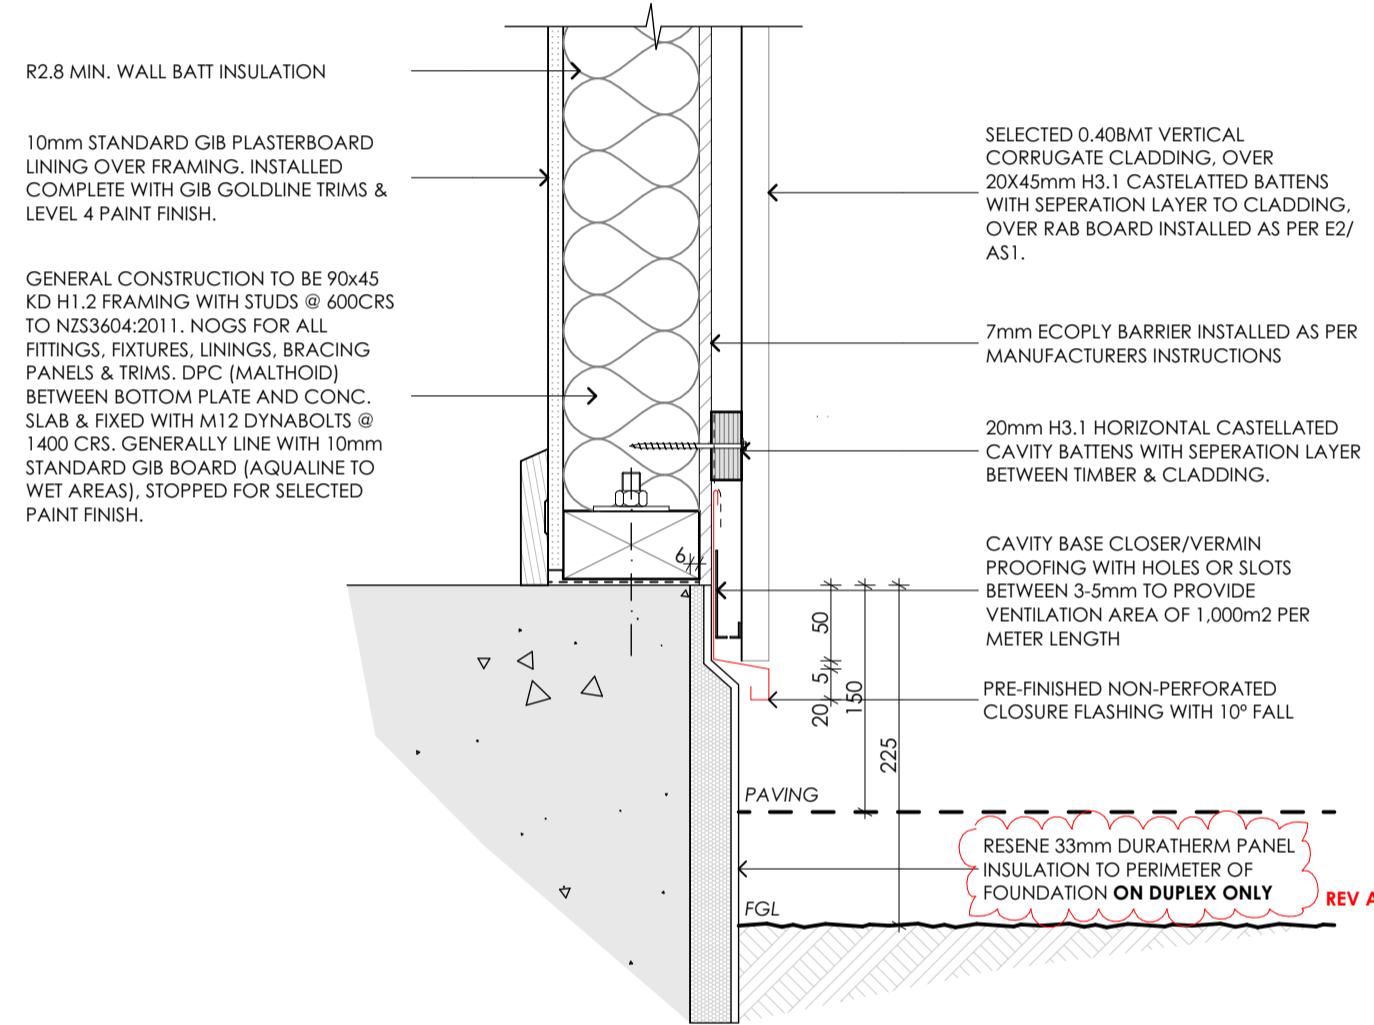 R2.8 MIN. WALL BATT INSULATION
10mm STANDARD GIB PLASTERBOARD
LINING OVER FRAMING. INSTALLED
COMPLETE WITH GIB GOLDLINE TRIMS &
LEVEL 4 PAINT FINISH.
GENERAL CONSTRUCTION TO BE 90x45
KD H1.2 FRAMING WITH STUDS @ 600CRS
TO NZS3604:2011. NOGS FOR ALL
FITTINGS, FIXTURES, LININGS, BRACING
PANELS & TRIMS. DPC (MALTHOID)
BETWEEN BOTTOM PLATE AND CONC.
SLAB & FIXED WITH M12 DYNABOLTS @
1400 CRS. GENERALLY LINE WITH 10mm
STANDARD GIB BOARD (AQUALINE TO
WET AREAS), STOPPED FOR SELECTED
PAINT FINISH.
6
50
5
20
150
225
SELECTED 0.40BMT VERTICAL
CORRUGATE CLADDING, OVER
20X45mm H3.1 CASTELATTED BATTENS
WITH SEPERATION LAYER TO CLADDING,
OVER RAB BOARD INSTALLED AS PER E2/
AS1.
7mm ECOPLY BARRIER INSTALLED AS PER
MANUFACTURERS INSTRUCTIONS
20mm H3.1 HORIZONTAL CASTELLATED
CAVITY BATTENS WITH SEPERATION LAYER
BETWEEN TIMBER & CLADDING.
CAVITY BASE CLOSER/VERMIN
PROOFING WITH HOLES OR SLOTS
BETWEEN 3-5mm TO PROVIDE
VENTILATION AREA OF 1,000m2 PER
METER LENGTH
PRE-FINISHED NON-PERFORATED
CLOSURE FLASHING WITH 10° FALL
PAVING
RESENE 33mm DURATHERM PANEL
INSULATION TO PERIMETER OF
FOUNDATION ON DUPLEX ONLY
REV A
FGL